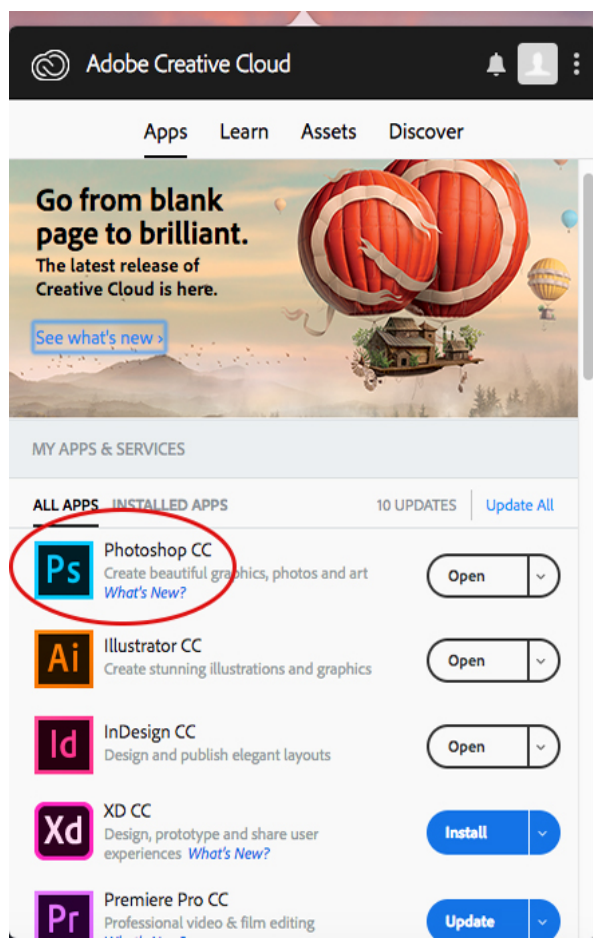 Adobe Creative Cloud
Apps Learn Assets Discover
Go from blank
page to brilliant.
The latest release of
Creative Cloud is here.
See what's new ›
MY APPS & SERVICES
ALL APPS INSTALLED APPS 10 UPDATES Update All
Ps
Photoshop CC
Create beautiful graphics, photos and art
What's New?
Open
Ai
Illustrator CC
Create stunning illustrations and graphics
Open
Id
InDesign CC
Design and publish elegant layouts
Open
Xd
XD CC
Design, prototype and share user
experiences What's New?
Install
Pr
Premiere Pro CC
Professional video & film editing
What's New?
Update